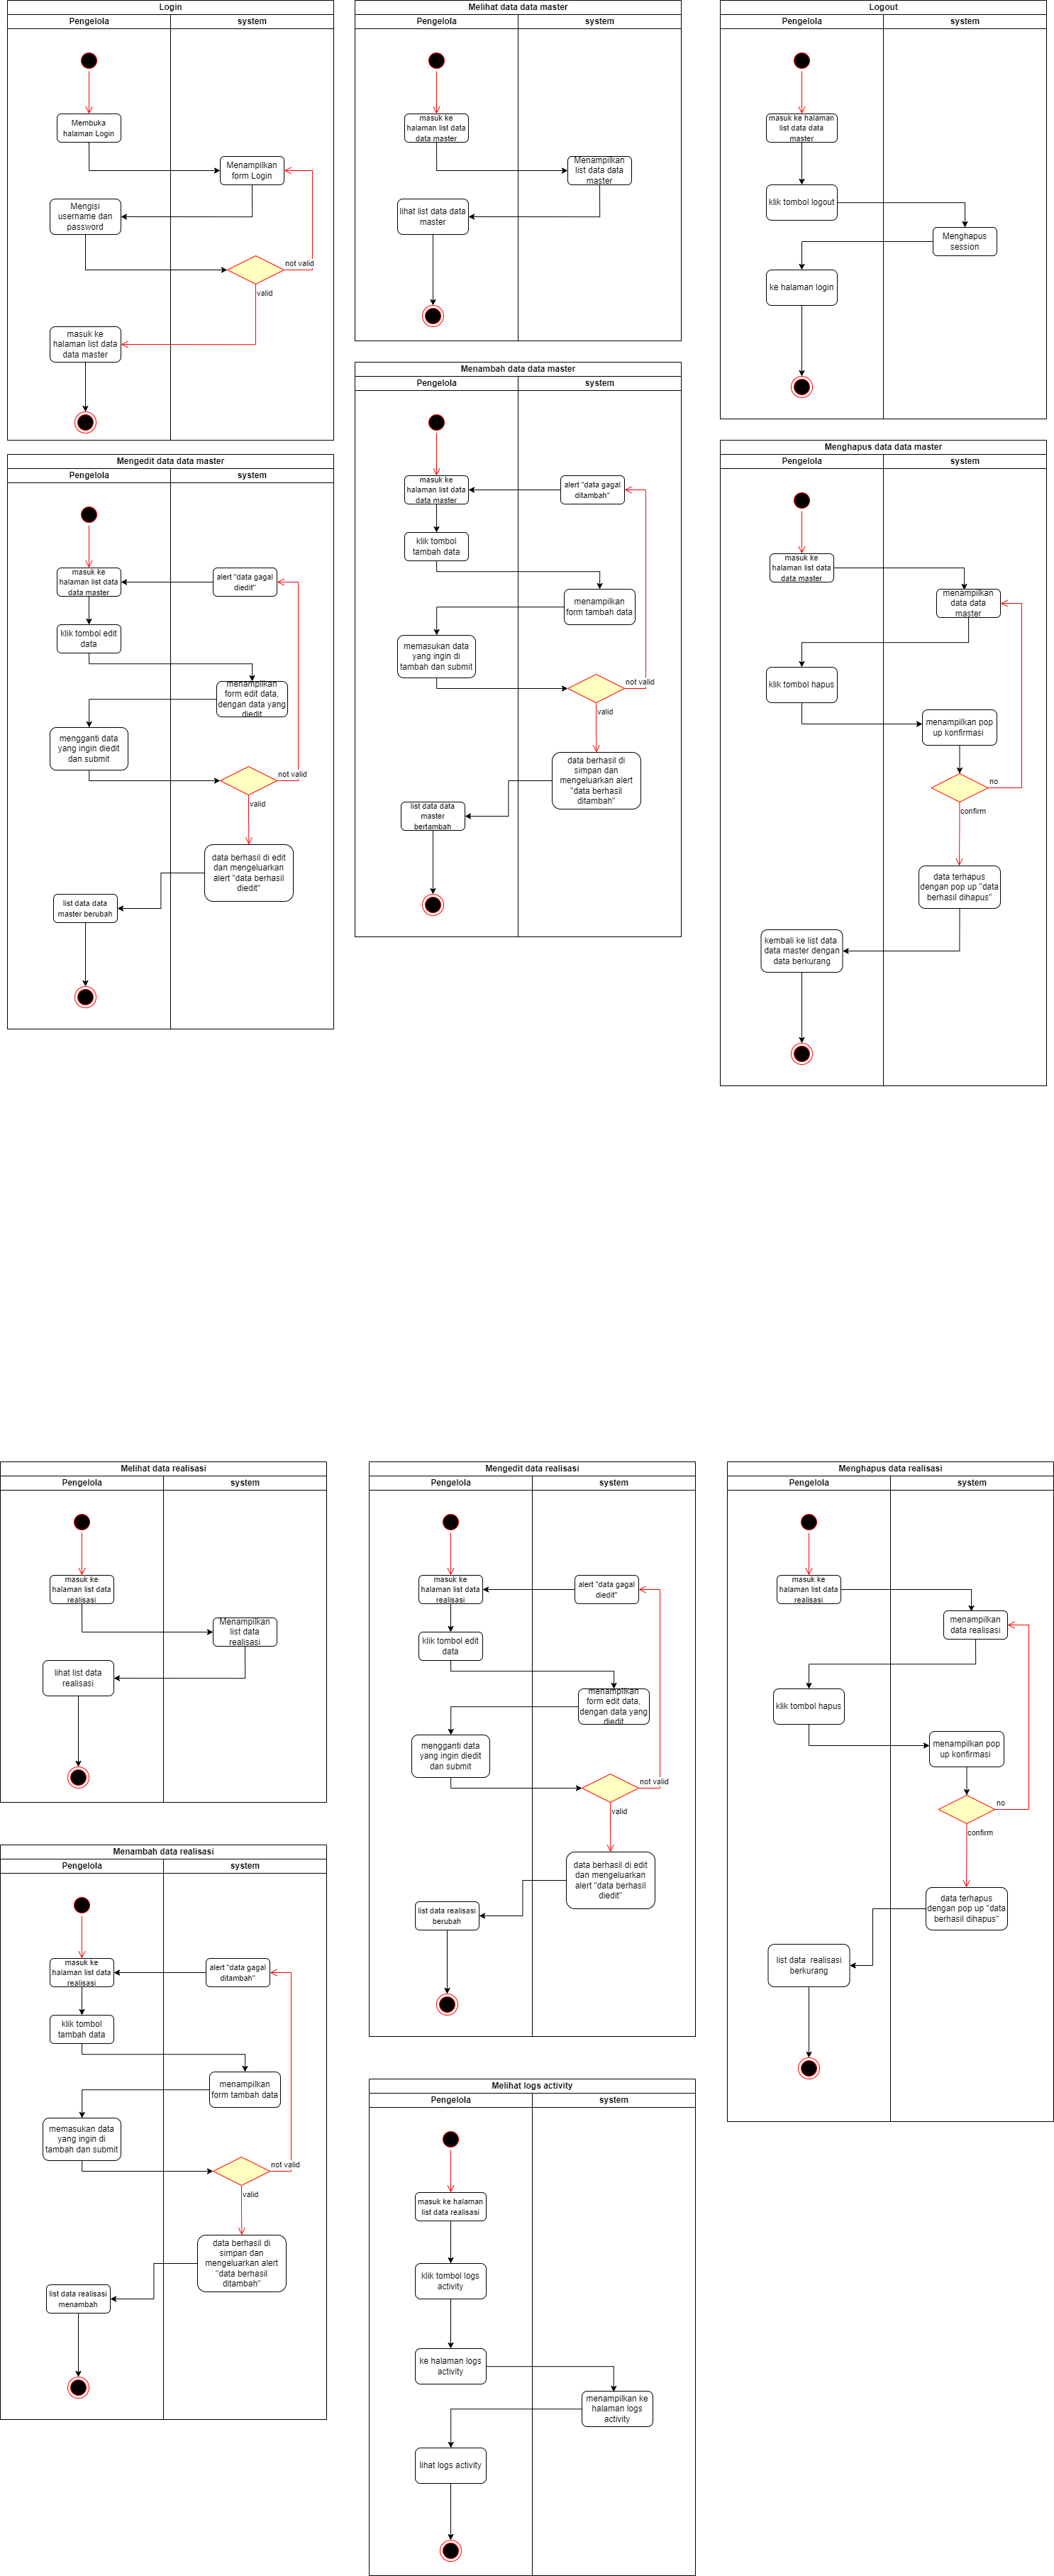 Login
Pengelola
system
Membuka
halaman Login
Menampilkan
form Login
Mengisi
username dan
password
not valid
valid
masuk ke
halaman list data
data master
Melihat data data master
Pengelola
system
masuk ke
halaman list data
data master
Menampilkan
list data data
master
lihat list data data
master
Logout
Pengelola
system
masuk ke halaman
list data data
master
klik tombol logout
Menghapus
session
ke halaman login
Mengedit data data master
Pengelola
system
masuk ke
halaman list data
data master
alert "data gagal
diedit"
klik tombol edit
data
menampilkan
form edit data,
dengan data yang
diedit
mengganti data
yang ingin diedit
dan submit
not valid
valid
data berhasil di edit
dan mengeluarkan
alert "data berhasil
diedit"
list data data
master berubah
Menambah data data master
Pengelola
system
masuk ke
halaman list data
data master
alert "data gagal
ditambah"
klik tombol
tambah data
menampilkan
form tambah data
memasukan data
yang ingin di
tambah dan submit
not valid
valid
data berhasil di
simpan dan
mengeluarkan alert
"data berhasil
ditambah"
list data data
master
bertambah
Menghapus data data master
Pengelola
system
masuk ke
halaman list data
data master
menampilkan
data data
master
klik tombol hapus
menampilkan pop
up konfirmasi
no
confirm
data terhapus
dengan pop up "data
berhasil dihapus"
kembali ke list data
data master dengan
data berkurang
Melihat data realisasi
Pengelola
system
masuk ke
halaman list data
realisasi
Menampilkan
list data
realisasi
lihat list data
realisasi
Mengedit data realisasi
Pengelola
system
masuk ke
halaman list data
realisasi
alert "data gagal
diedit"
klik tombol edit
data
menampilkan
form edit data,
dengan data yang
diedit
mengganti data
yang ingin diedit
dan submit
not valid
valid
data berhasil di edit
dan mengeluarkan
alert "data berhasil
diedit"
list data realisasi
berubah
Menghapus data realisasi
Pengelola
system
masuk ke
halaman list data
realisasi
menampilkan
data realisasi
klik tombol hapus
menampilkan pop
up konfirmasi
no
confirm
data terhapus
dengan pop up "data
berhasil dihapus"
list data  realisasi
berkurang
Menambah data realisasi
Pengelola
system
masuk ke
halaman list data
realisasi
alert "data gagal
ditambah"
klik tombol
tambah data
menampilkan
form tambah data
memasukan data
yang ingin di
tambah dan submit
not valid
valid
data berhasil di
simpan dan
mengeluarkan alert
"data berhasil
ditambah"
list data realisasi
menambah
Melihat logs activity
Pengelola
system
masuk ke halaman
list data realisasi
klik tombol logs
activity
ke halaman logs
activity
menampilkan ke
halaman logs
activity
lihat logs activity